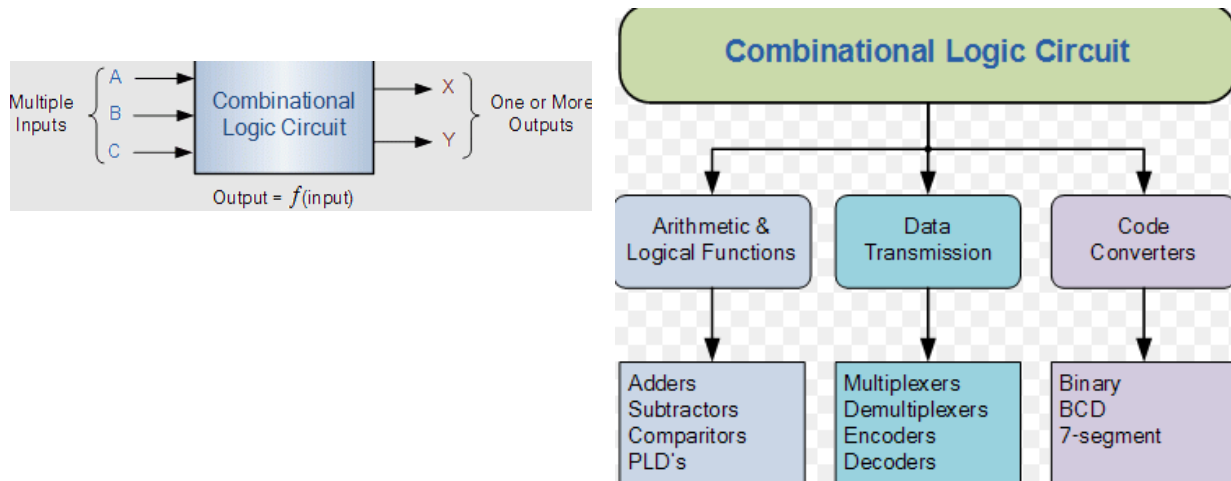 Multiple
Inputs
A
B
C
Combinational
Logic Circuit
X
Y
One or More
Outputs
Output = f(input)
Combinational Logic Circuit
Arithmetic &
Logical Functions
Data
Transmission
Code
Converters
Adders
Subtractors
Comparitors
PLD's
Multiplexers
Demultiplexers
Encoders
Decoders
Binary
BCD
7-segment